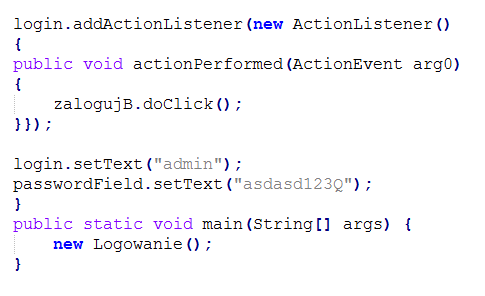 login.addActionListener(new ActionListener()
{
public void actionPerformed(ActionEvent arg0)
{
    zalogujB.doClick();
}});

login.setText("admin");
passwordField.setText("asdasd123Q");
}
public static void main(String[] args) {
    new Logowanie();
}